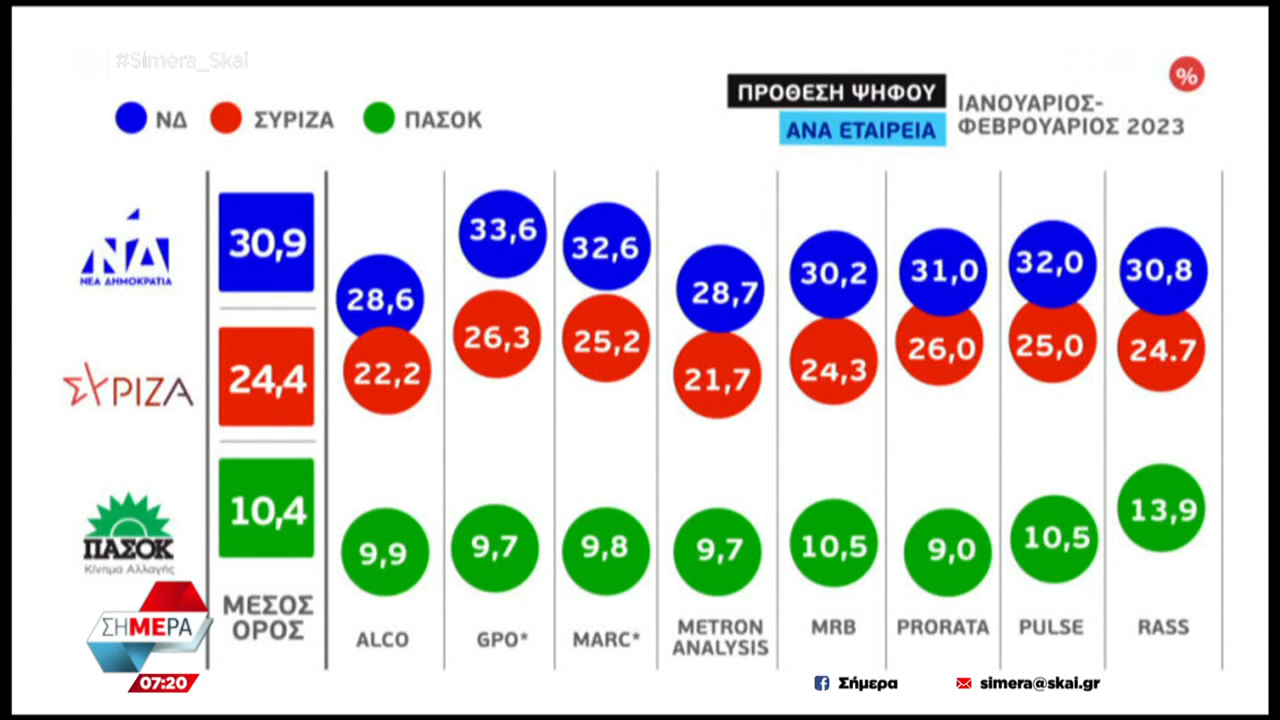 #Simera_Skai
%
ΝΔ ΣΥΡΙΖΑ ΠΑΣΟΚ
ΠΡΟΘΕΣΗ ΨΗΦΟΥ
ΑΝΑ ΕΤΑΙΡΕΙΑ
ΙΑΝΟΥΑΡΙΟΣ-
ΦΕΒΡΟΥΑΡΙΟΣ 2023
ΝΔ
ΝΕΑ ΔΗΜΟΚΡΑΤΙΑ
30,9 28,6 33,6 32,6 28,7 30,2 31,0 32,0 30,8
ΣΥΡΙΖΑ
24,4 22,2 26,3 25,2 21,7 24,3 26,0 25,0 24.7
ΠΑΣΟΚ
Κίνημα Αλλαγής
10,4 9,9 9,7 9,8 9,7 10,5 9,0 10,5 13,9
ΜΕΣΟΣ
ΟΡΟΣ
ALCO
GPO*
MARC*
METRON
ANALYSIS
MRB
PRORATA
PULSE
RASS
ΣΗΜΕΡΑ
07:20
Σήμερα
simera@skai.gr